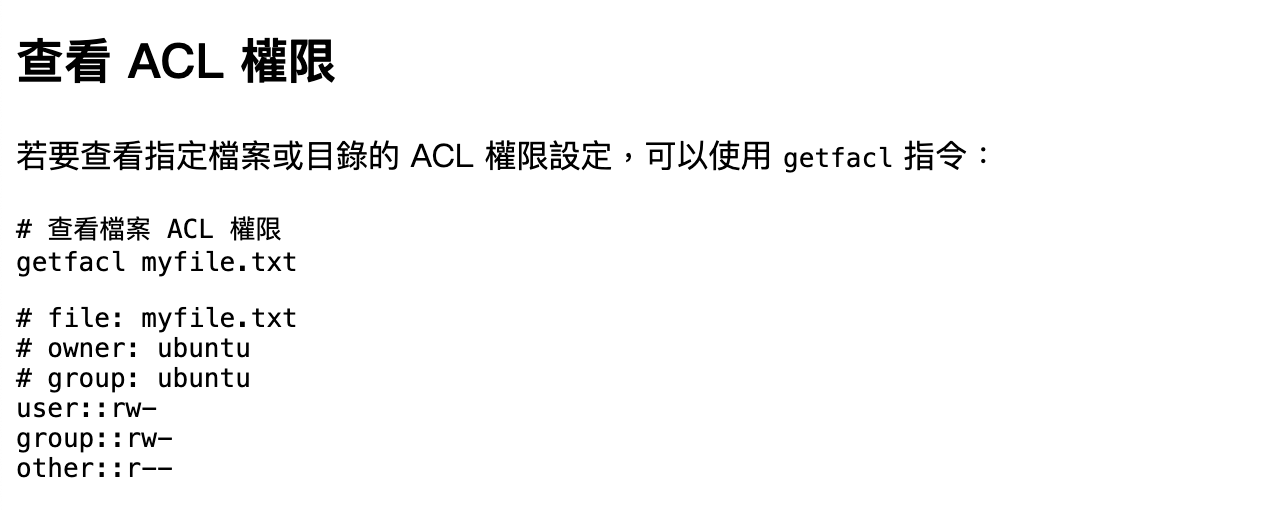 查看 ACL 權限
若要查看指定檔案或目錄的 ACL 權限設定，可以使用 getfacl 指令：
# 查看檔案 ACL 權限
getfacl myfile.txt
# file: myfile.txt
# owner: ubuntu
# group: ubuntu
user::rw-
group::rw-
other::r--